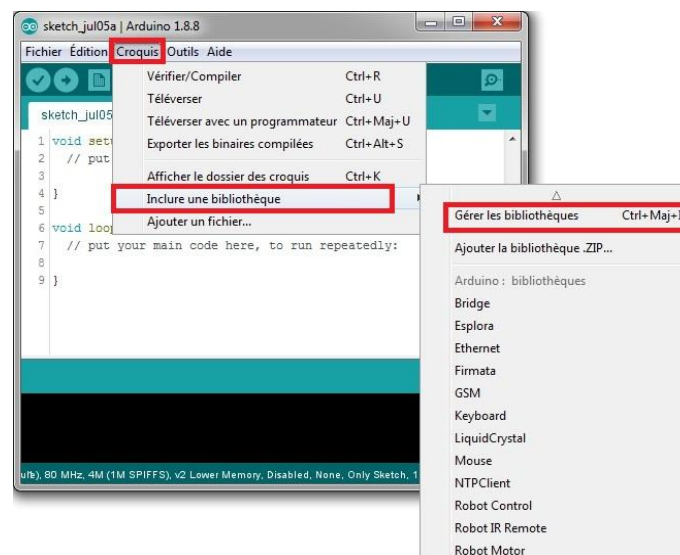 sketch_jul05a | Arduino 1.8.8
Fichier Édition Croquis Outils Aide
sketch_jul05
Vérifier/Compiler Ctrl+R
Téléverser Ctrl+U
Téléverser avec un programmateur Ctrl+Maj+U
Exporter les binaires compilées Ctrl+Alt+S
Afficher le dossier des croquis Ctrl+K
Inclure une bibliothèque
Ajouter un fichier...
1 void set
2 // put
3
4 }
5
6 void loo
7 // put your main code here, to run repeatedly:
8
9 }
Gérer les bibliothèques Ctrl+Maj+I
Ajouter la bibliothèque .ZIP...
Arduino : bibliothèques
Bridge
Esplora
Ethernet
Firmata
GSM
Keyboard
LiquidCrystal
Mouse
NTPClient
Robot Control
Robot IR Remote
Robot Motor
80 MHz, 4M (1M SPIFFS), v2 Lower Memory, Disabled, None, Only Sketch, 1